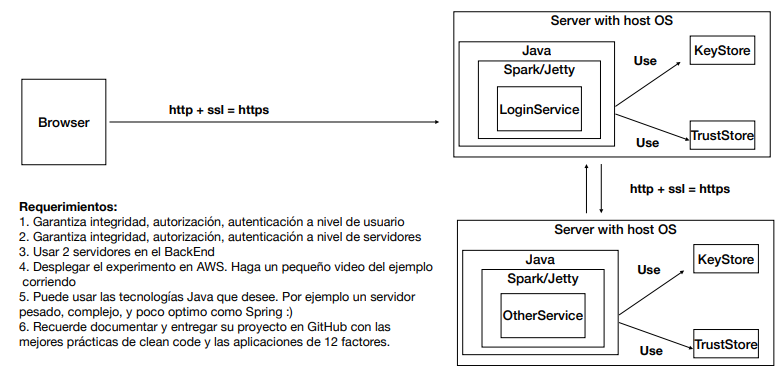 Server with host OS
Java
Spark/Jetty
LoginService
Use
KeyStore
Use
TrustStore
Browser
http + ssl = https
http + ssl = https
Requerimientos:
1. Garantiza integridad, autorización, autenticación a nivel de usuario
2. Garantiza integridad, autorización, autenticación a nivel de servidores
3. Usar 2 servidores en el BackEnd
4. Desplegar el experimento en AWS. Haga un pequeño video del ejemplo
corriendo
5. Puede usar las tecnologías Java que desee. Por ejemplo un servidor
pesado, complejo, y poco optimo como Spring :)
6. Recuerde documentar y entregar su proyecto en GitHub con las
mejores prácticas de clean code y las aplicaciones de 12 factores.
Server with host OS
Java
Spark/Jetty
OtherService
Use
KeyStore
Use
TrustStore